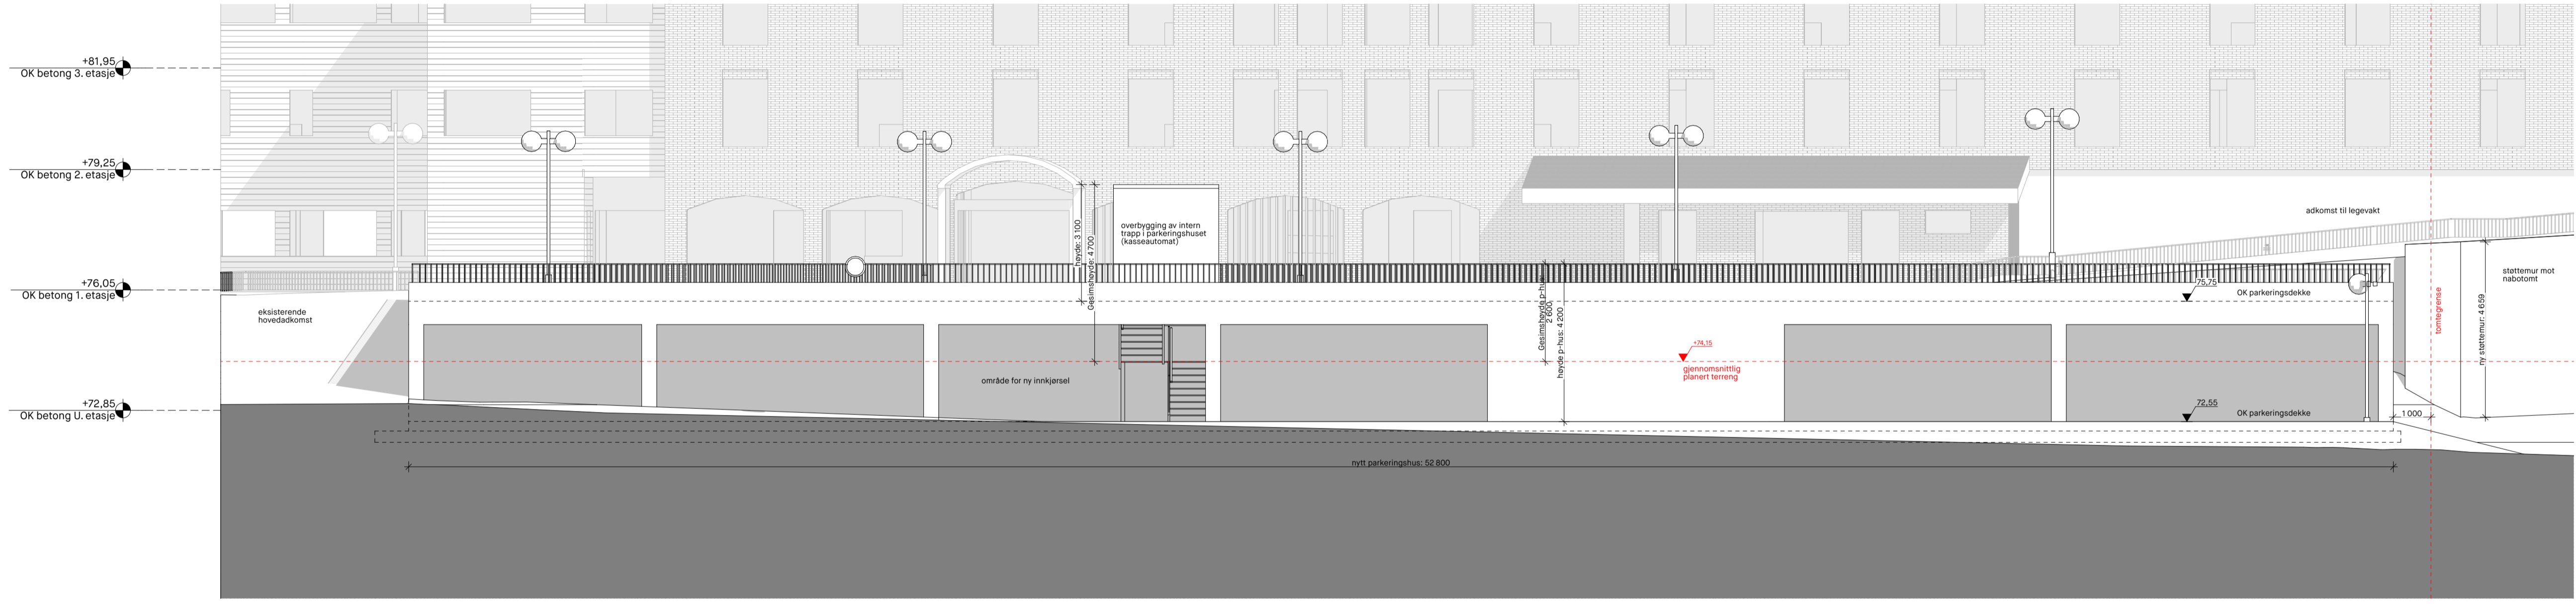 +81,95
OK betong 3. etasje
+79,25
OK betong 2. etasje
+76,05
OK betong 1. etasje
+72,85
OK betong U. etasje
eksisterende
hovedadkomst
høyde: 3 100
Gesimshøyde: 4 700
overbygging av intern
trapp i parkeringshuset
(kasseautomat)
område for ny innkjørsel
Gesimshøyde p-hus:
2 600
høyde p-hus: 4 200
+74,15
gjennomsnittlig
planert terreng
adkomst til legevakt
75,75
OK parkeringsdekke
72,55
OK parkeringsdekke
1 000
tomtegrense
ny støttemur: 4 659
støttemur mot
nabotomt
nytt parkeringshus: 52 800